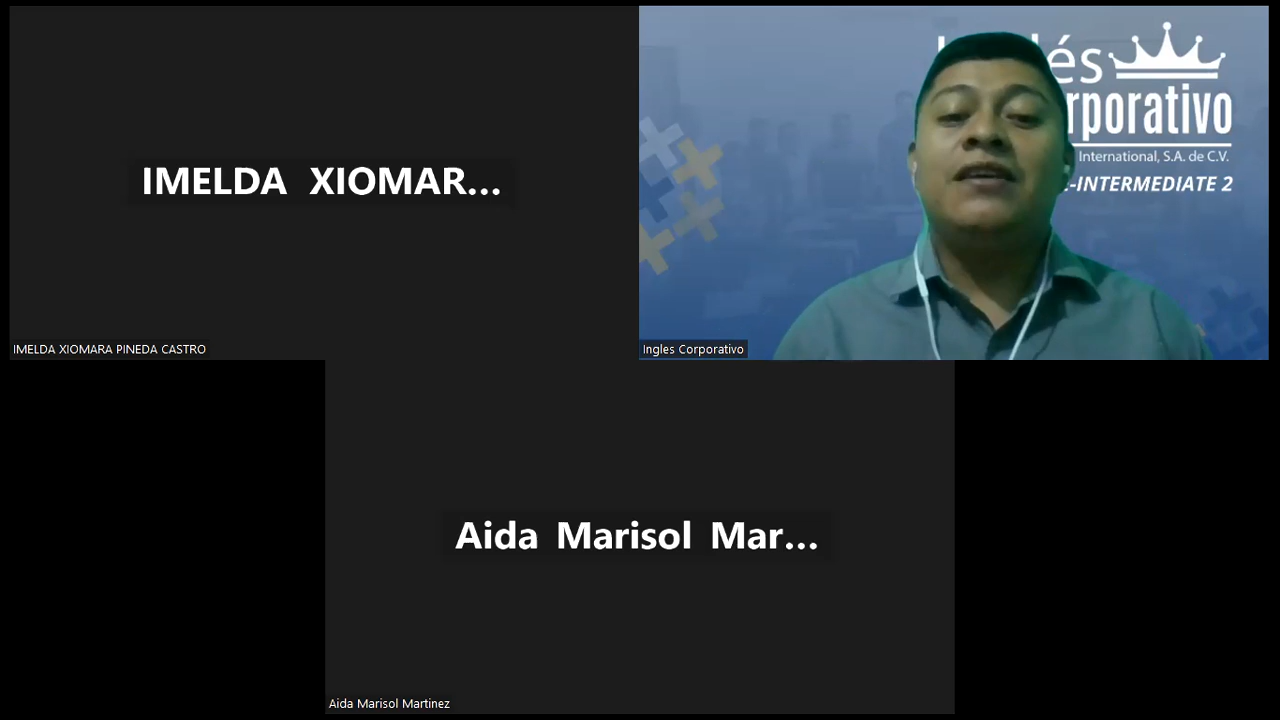 IMELDA XIOMAR...
IMELDA XIOMARA PINEDA CASTRO
és
rporativo
International, S.A. de C.V.
-INTERMEDIATE 2
Ingles Corporativo
Aida Marisol Mar...
Aida Marisol Martinez